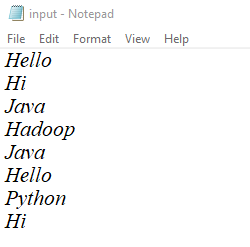 input - Notepad
File Edit Format View Help
Hello
Hi
Java
Hadoop
Java
Hello
Python
Hi